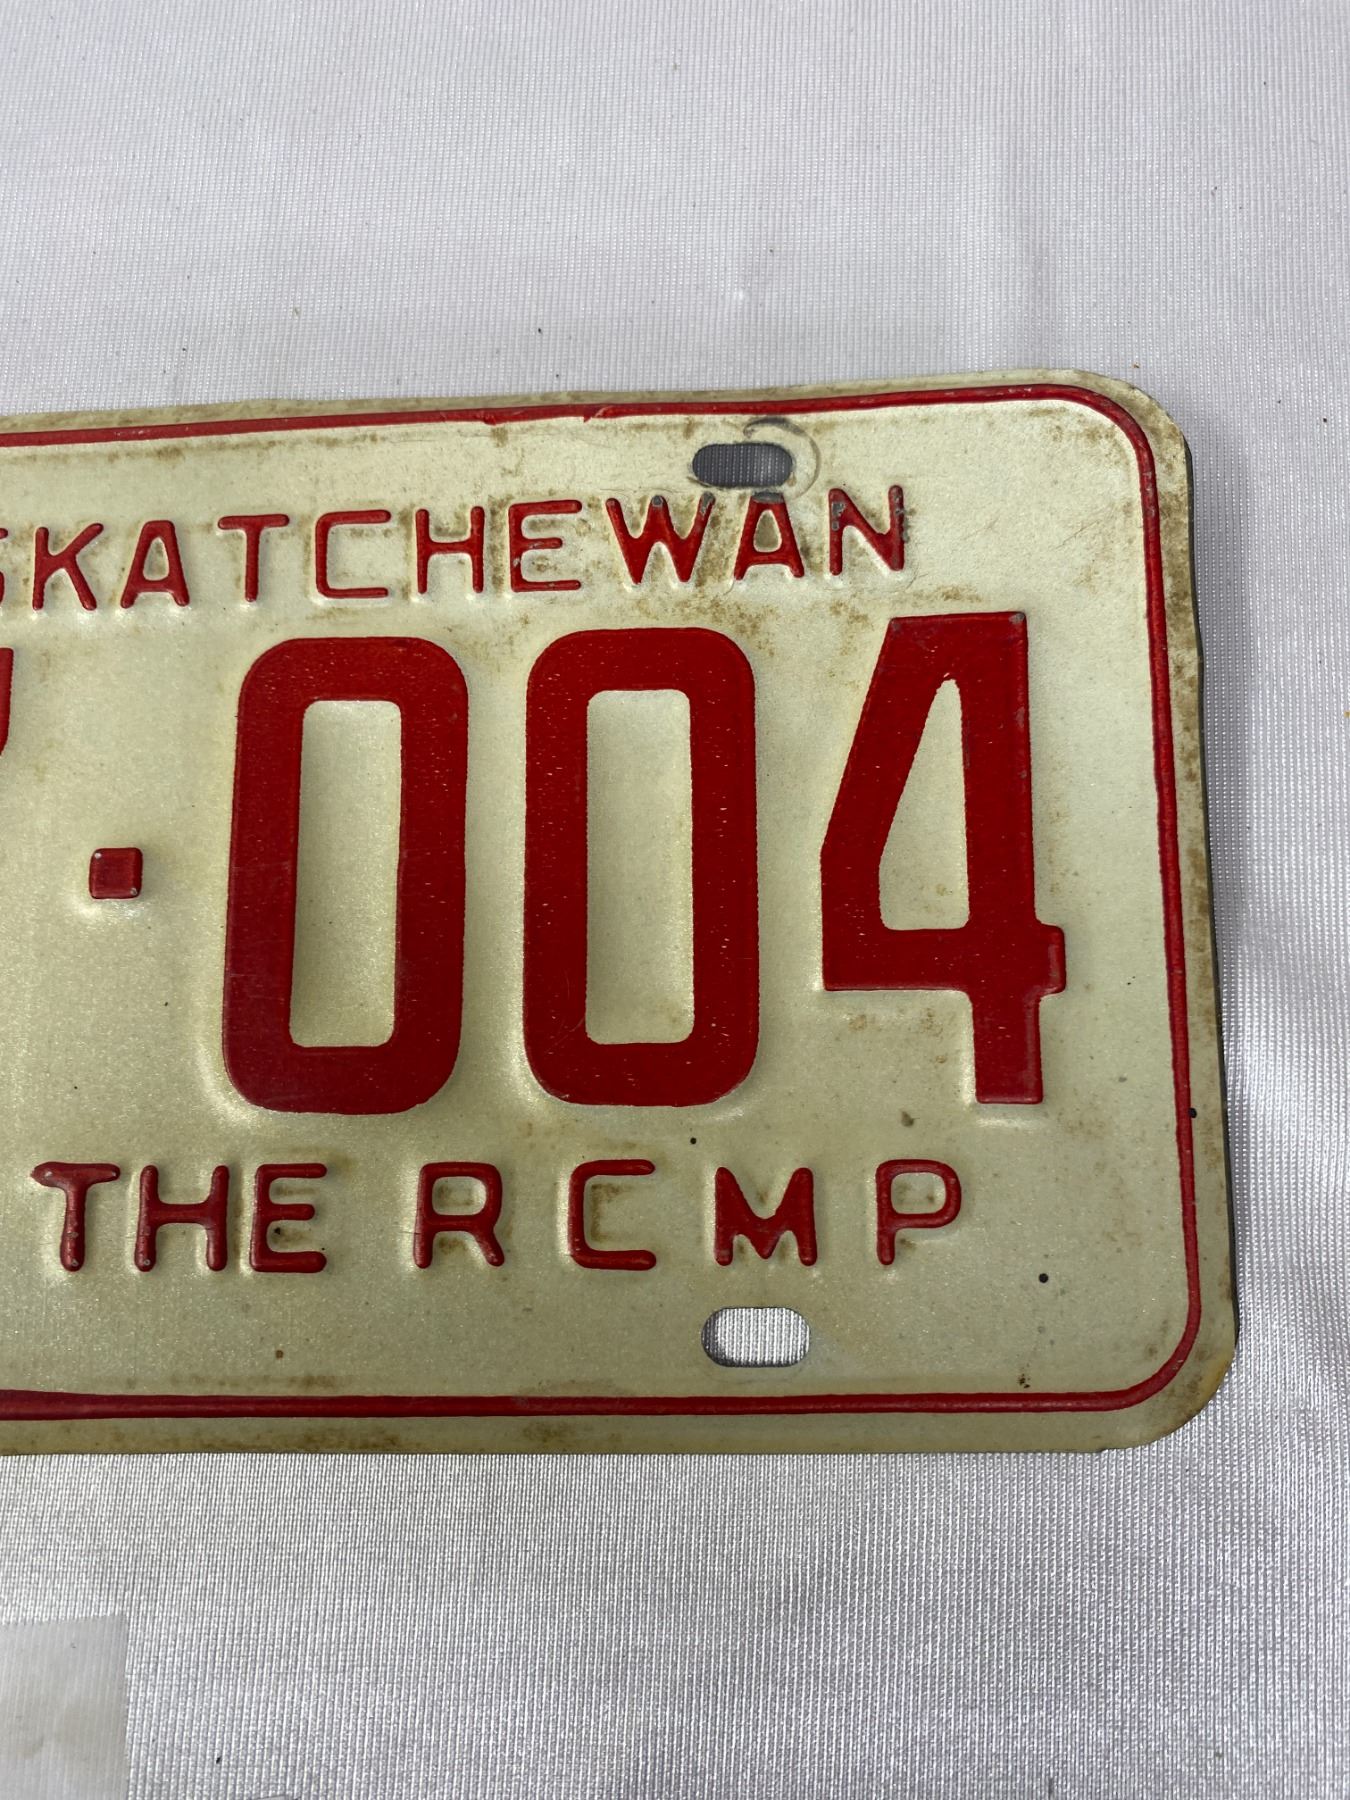 SKATCHEWAN
·004
THE RCMP